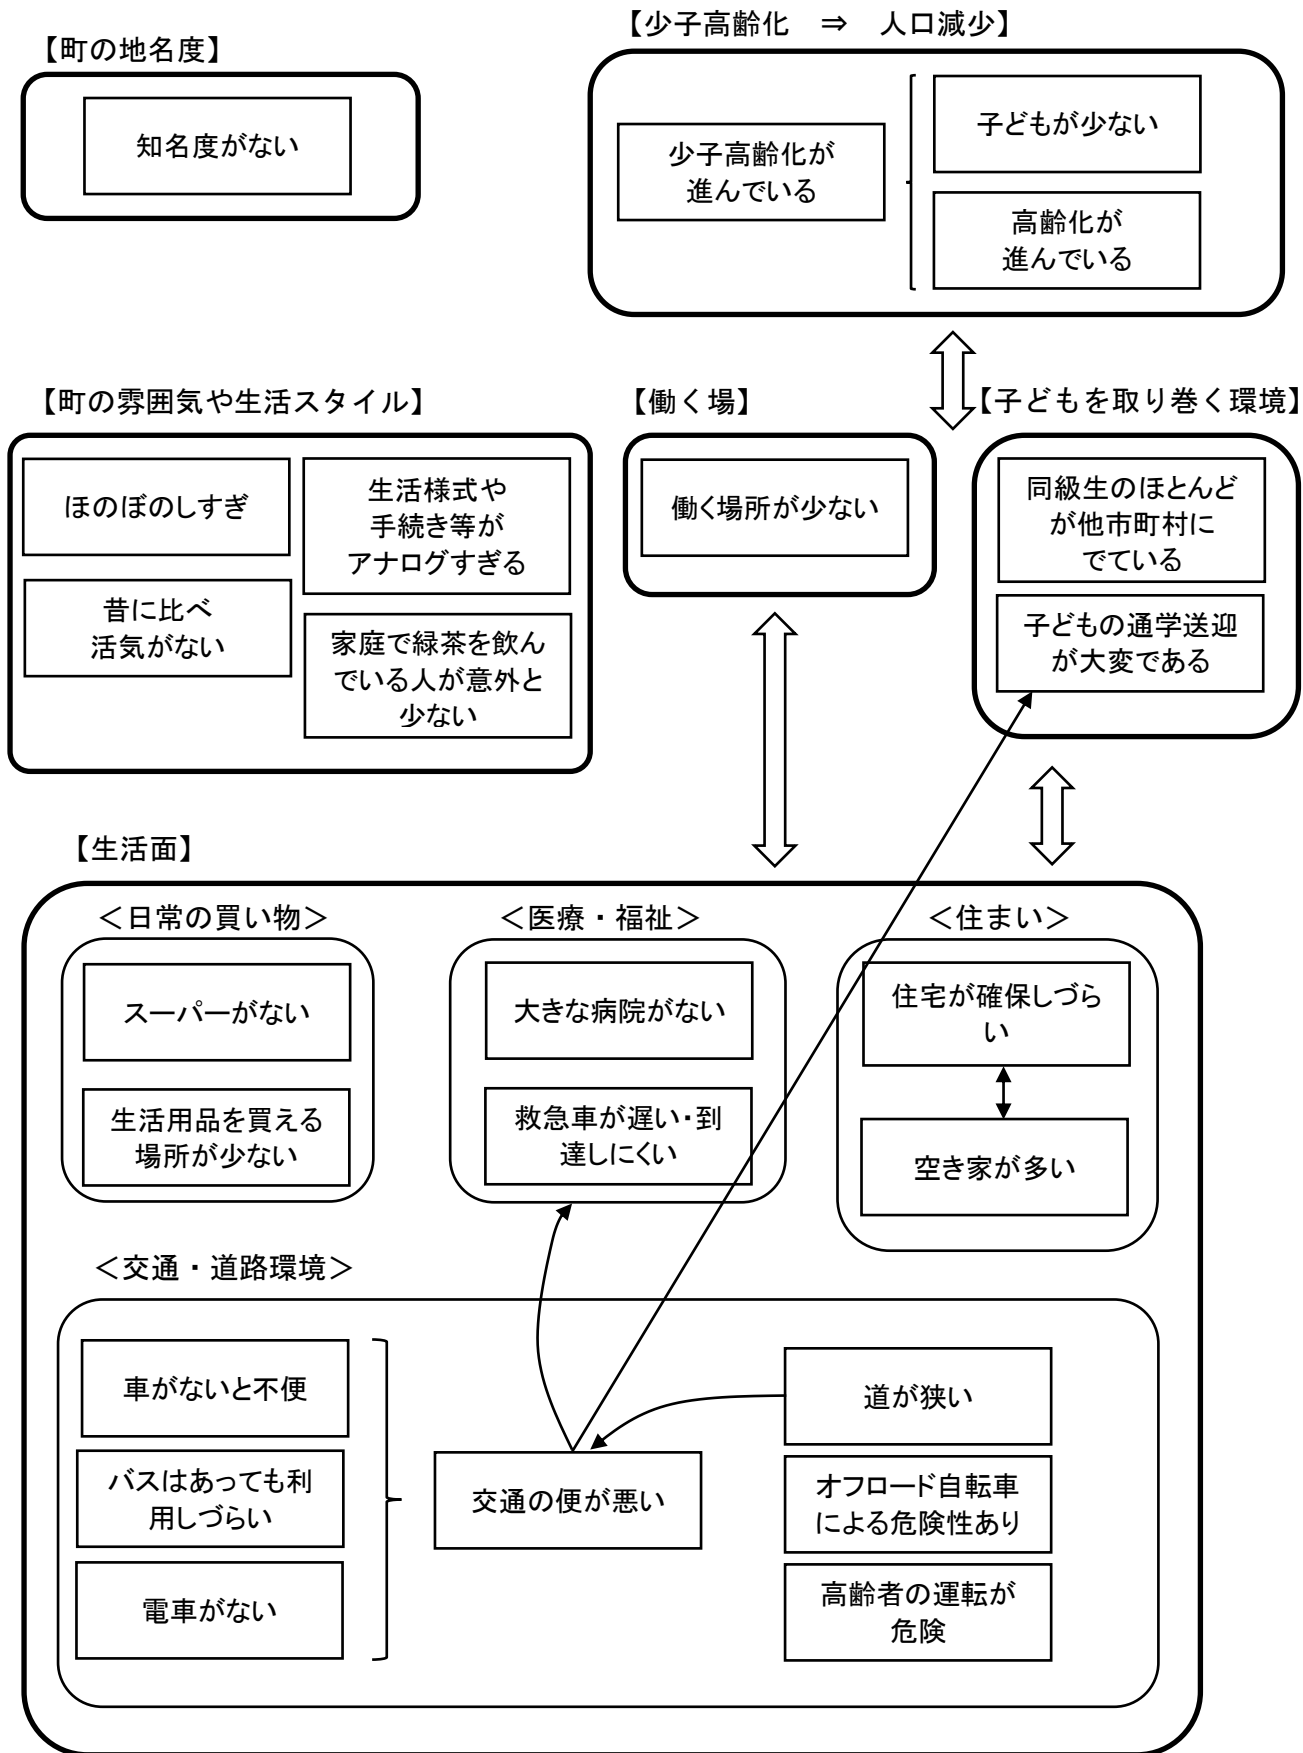 【少子高齢化　⇒　人口減少】
【町の地名度】
知名度がない
少子高齢化が
進んでいる
子どもが少ない
高齢化が
進んでいる
【町の雰囲気や生活スタイル】
ほのぼのしすぎ
生活様式や
手続き等が
アナログすぎる
昔に比べ
活気がない
家庭で緑茶を飲ん
でいる人が意外と
少ない
【働く場】
働く場所が少ない
【子どもを取り巻く環境】
同級生のほとんど
が他市町村に
でている
子どもの通学送迎
が大変である
【生活面】
＜日常の買い物＞
スーパーがない
生活用品を買える
場所が少ない
＜医療・福祉＞
大きな病院がない
救急車が遅い・到
達しにくい
＜住まい＞
住宅が確保しづら
い
空き家が多い
＜交通・道路環境＞
車がないと不便
バスはあっても利
用しづらい
電車がない
交通の便が悪い
道が狭い
オフロード自転車
による危険性あり
高齢者の運転が
危険